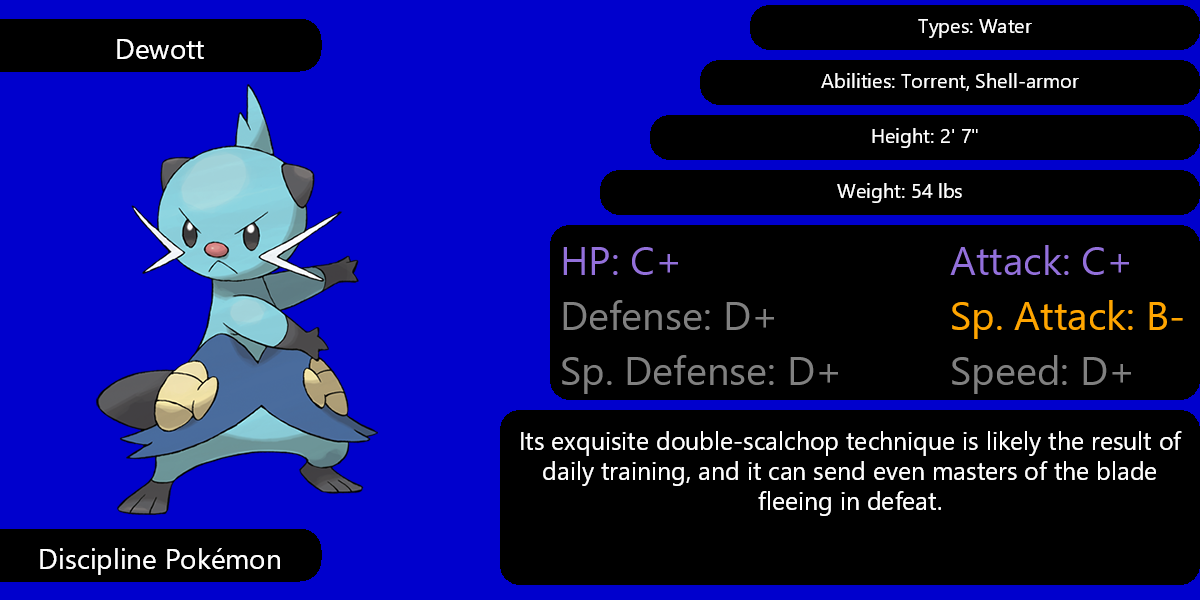 Dewott
Types: Water
Abilities: Torrent, Shell-armor
Height: 2' 7"
Weight: 54 lbs
HP: C+
Attack: C+
Defense: D+
Sp. Attack: B-
Sp. Defense: D+
Speed: D+
Its exquisite double-scalchop technique is likely the result of
daily training, and it can send even masters of the blade
fleeing in defeat.
Discipline Pokémon